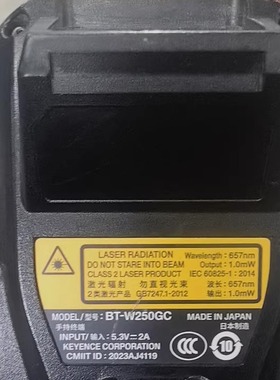 LASER RADIATION Wavelength : 657nm
DO NOT STARE INTO BEAM Output : 1.0mW
CLASS 2 LASER PRODUCT IEC 60825-1 : 2014
激光辐射 勿直视光束 波长 : 657nm
2类激光产品 GB7247.1-2012 输出 : 1.0mW
MODEL/型号 : BT-W250GC MADE IN JAPAN
手持终端 日本制造
INPUT/输入 : 5.3V⎓2A
KEYENCE CORPORATION
CMIIT ID : 2023AJ4119
CCC 10